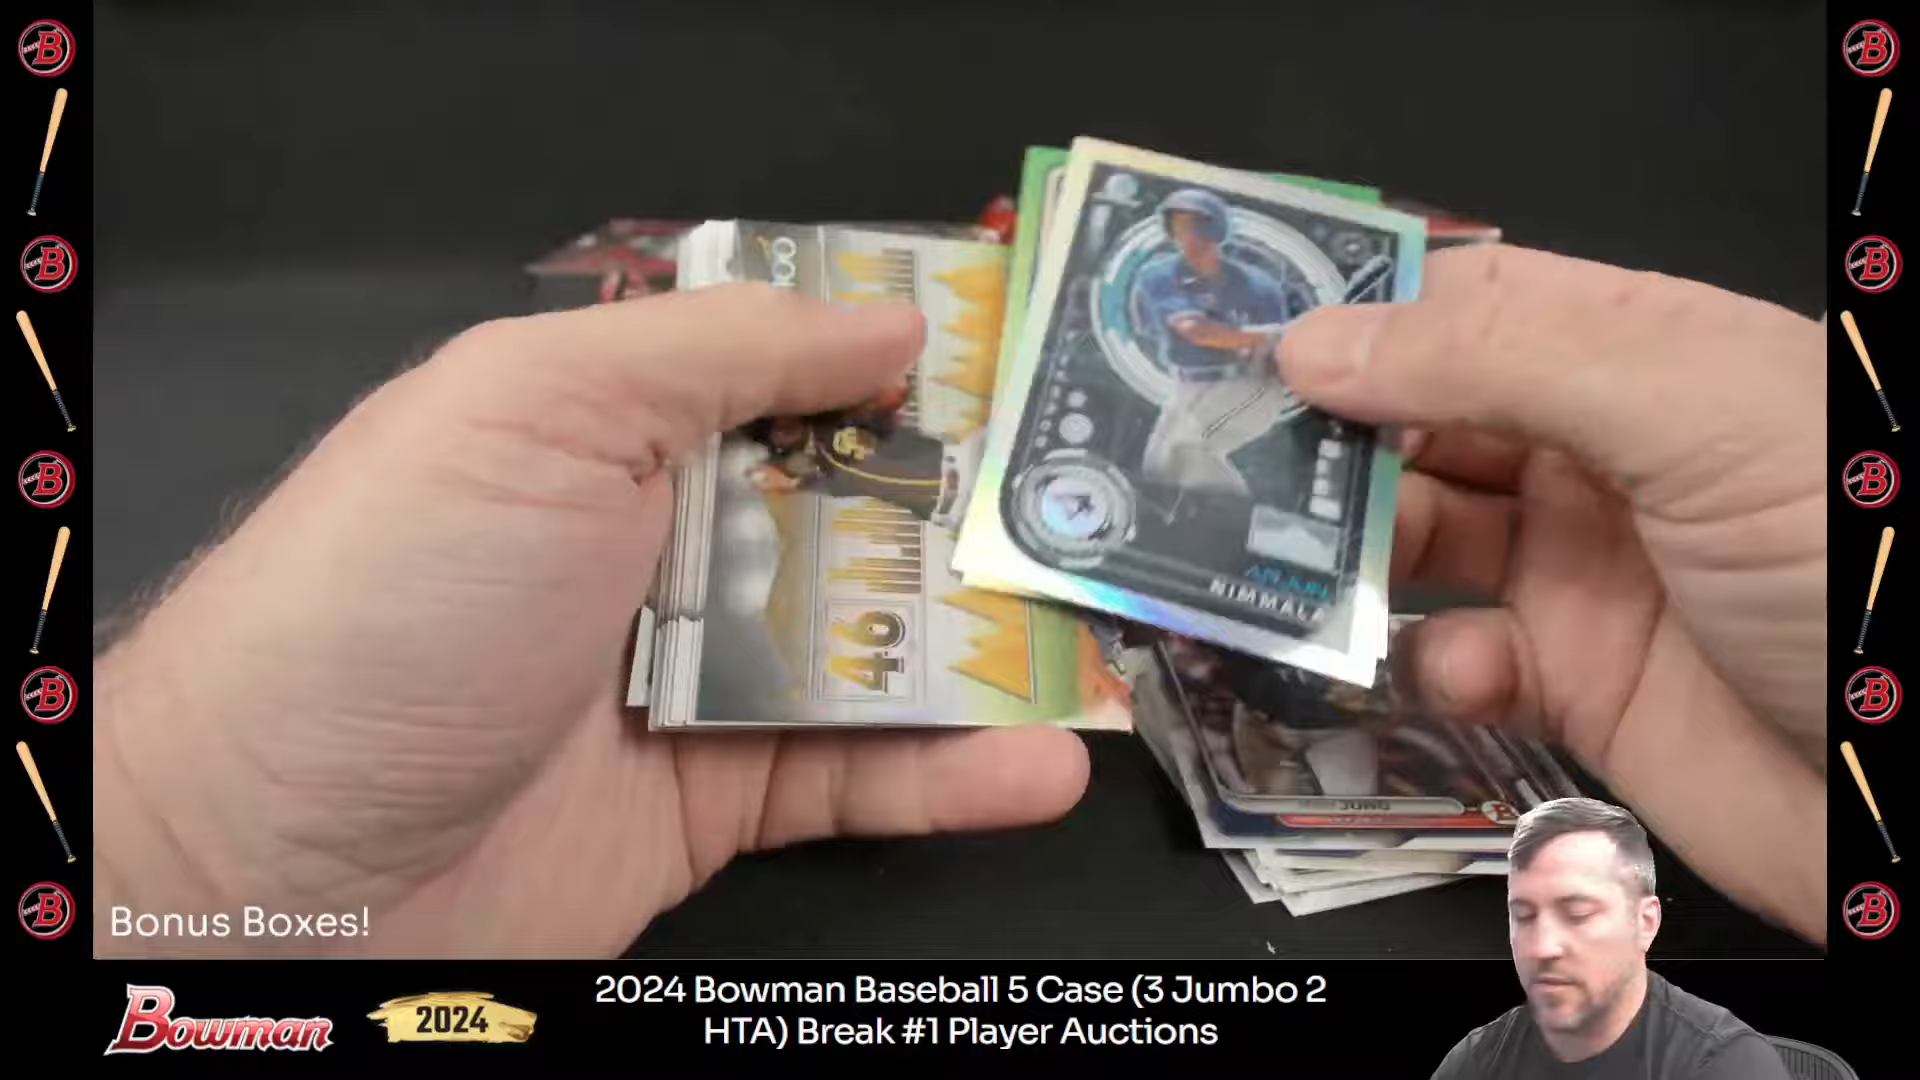 100
46
ARJUN
NIMMALA
JUNG
Bonus Boxes!
Bowman
2024
2024 Bowman Baseball 5 Case (3 Jumbo 2
HTA) Break #1 Player Auctions